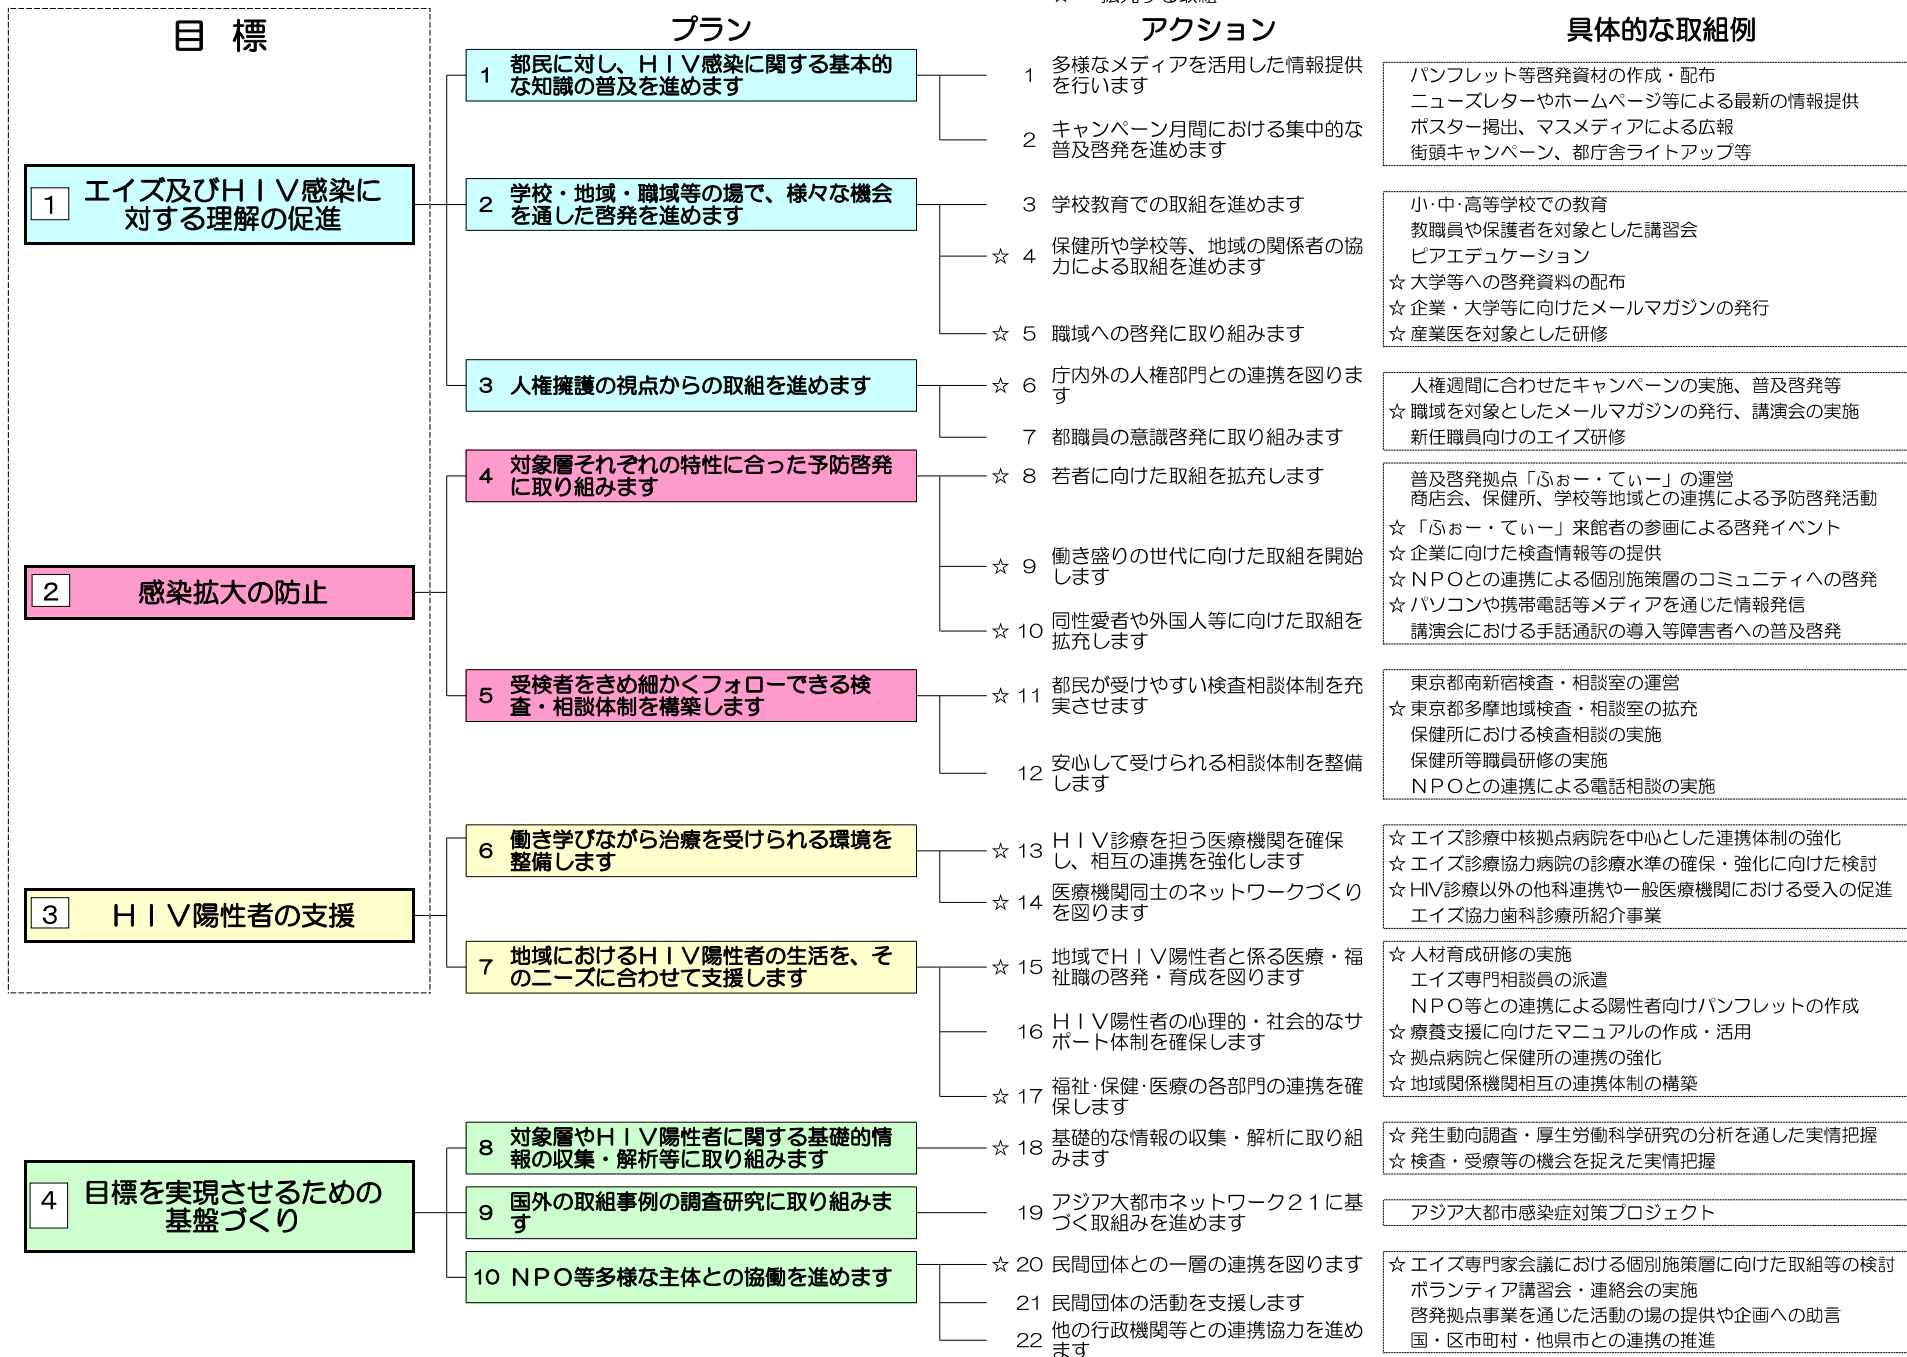 目 標
プラン
アクション
具体的な取組例
1 エイズ及びＨＩＶ感染に
対する理解の促進
1 都民に対し、ＨＩＶ感染に関する基本的
な知識の普及を進めます
1 多様なメディアを活用した情報提供
を行います
2 キャンペーン月間における集中的な
普及啓発を進めます
パンフレット等啓発資材の作成・配布
ニューズレターやホームページ等による最新の情報提供
ポスター掲出、マスメディアによる広報
街頭キャンペーン、都庁舎ライトアップ等
2 学校・地域・職域等の場で、様々な機会
を通した啓発を進めます
3 学校教育での取組を進めます
☆ 4 保健所や学校等、地域の関係者の協
力による取組を進めます
☆ 5 職域への啓発に取り組みます
小･中･高等学校での教育
教職員や保護者を対象とした講習会
ピアエデュケーション
☆ 大学等への啓発資料の配布
☆ 企業・大学等に向けたメールマガジンの発行
☆ 産業医を対象とした研修
3 人権擁護の視点からの取組を進めます
☆ 6 庁内外の人権部門との連携を図りま
す
7 都職員の意識啓発に取り組みます
人権週間に合わせたキャンペーンの実施、普及啓発等
☆ 職域を対象としたメールマガジンの発行、講演会の実施
新任職員向けのエイズ研修
2 感染拡大の防止
4 対象層それぞれの特性に合った予防啓発
に取り組みます
☆ 8 若者に向けた取組を拡充します
☆ 9 働き盛りの世代に向けた取組を開始
します
☆ 10 同性愛者や外国人等に向けた取組を
拡充します
普及啓発拠点「ふぉー・てぃー」の運営
商店会、保健所、学校等地域との連携による予防啓発活動
☆ 「ふぉー・てぃー」来館者の参画による啓発イベント
☆ 企業に向けた検査情報等の提供
☆ ＮＰＯとの連携による個別施策層のコミュニティへの啓発
☆ パソコンや携帯電話等メディアを通じた情報発信
講演会における手話通訳の導入等障害者への普及啓発
5 受検者をきめ細かくフォローできる検
査・相談体制を構築します
☆ 11 都民が受けやすい検査相談体制を充
実させます
12 安心して受けられる相談体制を整備
します
東京都南新宿検査・相談室の運営
☆ 東京都多摩地域検査・相談室の拡充
保健所における検査相談の実施
保健所等職員研修の実施
ＮＰＯとの連携による電話相談の実施
3 ＨＩＶ陽性者の支援
6 働き学びながら治療を受けられる環境を
整備します
☆ 13 ＨＩＶ診療を担う医療機関を確保
し、相互の連携を強化します
☆ 14 医療機関同士のネットワークづくり
を図ります
☆ エイズ診療中核拠点病院を中心とした連携体制の強化
☆ エイズ診療協力病院の診療水準の確保・強化に向けた検討
☆ HIV診療以外の他科連携や一般医療機関における受入の促進
エイズ協力歯科診療所紹介事業
7 地域におけるＨＩＶ陽性者の生活を、そ
のニーズに合わせて支援します
☆ 15 地域でＨＩＶ陽性者と係る医療・福
祉職の啓発・育成を図ります
16 ＨＩＶ陽性者の心理的・社会的なサ
ポート体制を確保します
☆ 17 福祉･保健･医療の各部門の連携を確
保します
☆ 人材育成研修の実施
エイズ専門相談員の派遣
ＮＰＯ等との連携による陽性者向けパンフレットの作成
☆ 療養支援に向けたマニュアルの作成・活用
☆ 拠点病院と保健所の連携の強化
☆ 地域関係機関相互の連携体制の構築
4 目標を実現させるための
基盤づくり
8 対象層やＨＩＶ陽性者に関する基礎的情
報の収集・解析等に取り組みます
☆ 18 基礎的な情報の収集・解析に取り組
みます
☆ 発生動向調査・厚生労働科学研究の分析を通した実情把握
☆ 検査・受療等の機会を捉えた実情把握
9 国外の取組事例の調査研究に取り組みま
す
19 アジア大都市ネットワーク２１に基
づく取組みを進めます
アジア大都市感染症対策プロジェクト
10 ＮＰＯ等多様な主体との協働を進めます
☆ 20 民間団体との一層の連携を図ります
21 民間団体の活動を支援します
22 他の行政機関等との連携協力を進め
ます
☆ エイズ専門家会議における個別施策層に向けた取組等の検討
ボランティア講習会・連絡会の実施
啓発拠点事業を通じた活動の場の提供や企画への助言
国・区市町村・他県市との連携の推進